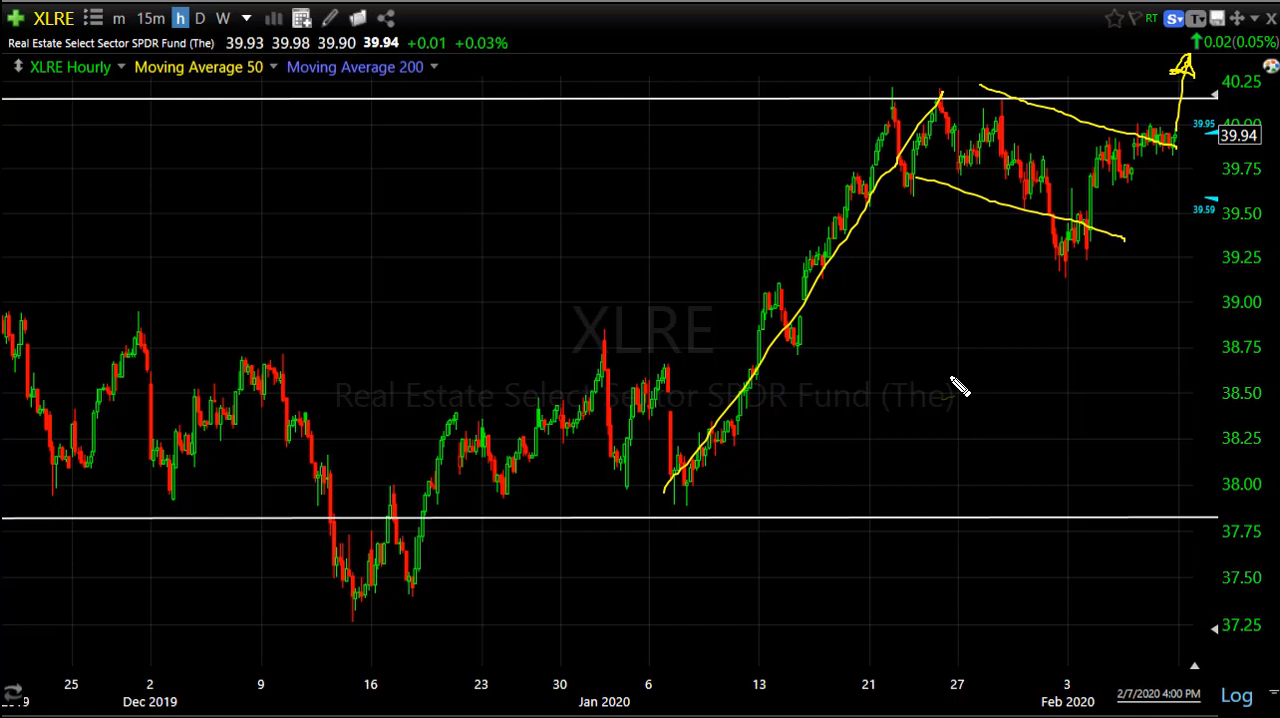 XLRE m 15m h D W RT S T
Real Estate Select Sector SPDR Fund (The) 39.93 39.98 39.90 39.94 +0.01 +0.03% 0.02(0.05%)
XLRE Hourly Moving Average 50 Moving Average 200
40.25
40.00
39.95
39.94
39.75
39.59
39.50
39.25
39.00
XLRE
38.75
Real Estate Select Sector SPDR Fund (The)
38.50
38.25
38.00
37.75
37.50
37.25
25 2 9 16 23 30 6 13 21 27 3
9 Dec 2019 Jan 2020 Feb 2020 2/7/2020 4:00 PM Log